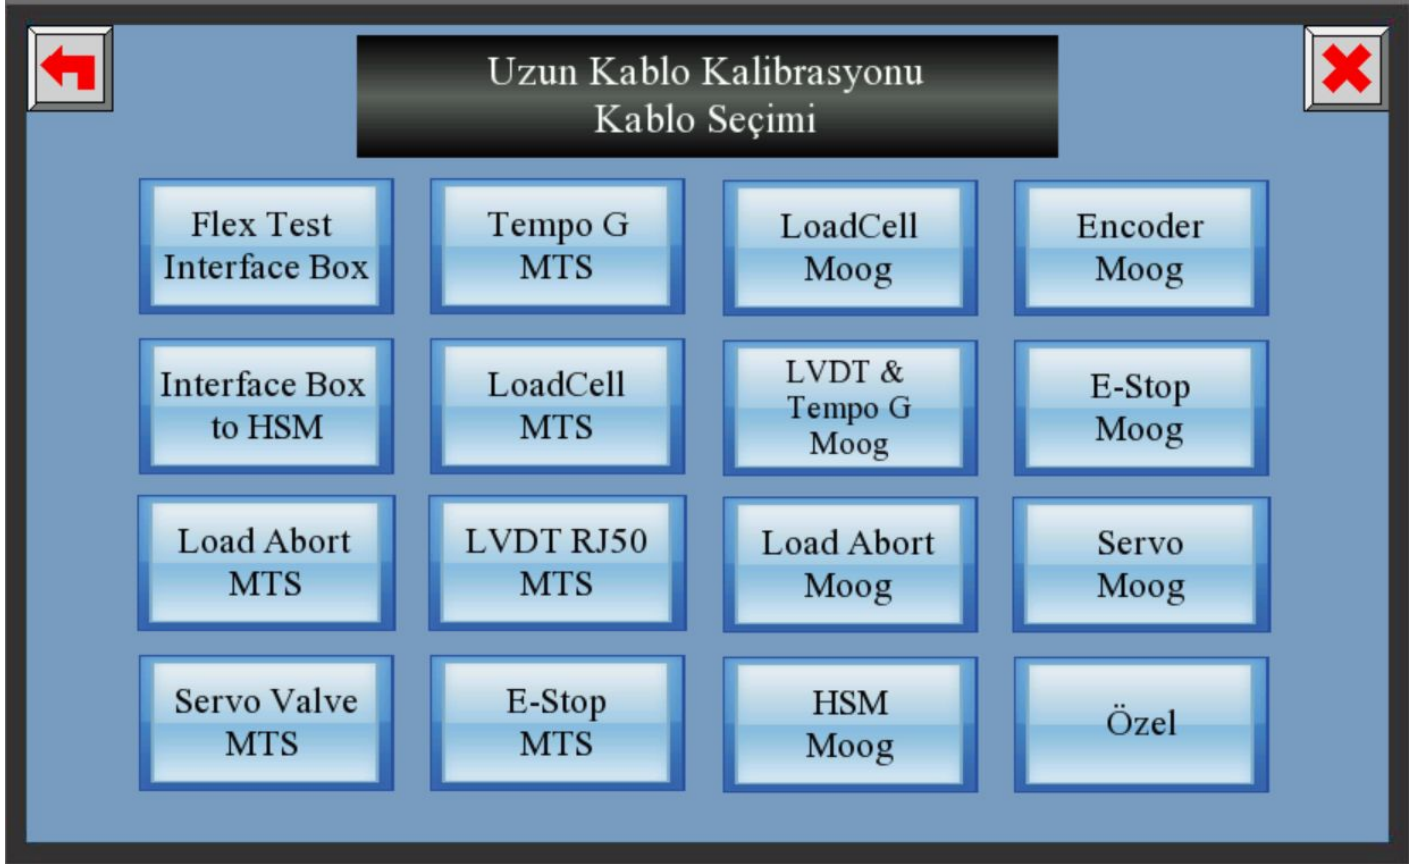 Uzun Kablo Kalibrasyonu
Kablo Seçimi
Flex Test
Interface Box
Tempo G
MTS
LoadCell
Moog
Encoder
Moog
Interface Box
to HSM
LoadCell
MTS
LVDT &
Tempo G
Moog
E-Stop
Moog
Load Abort
MTS
LVDT RJ50
MTS
Load Abort
Moog
Servo
Moog
Servo Valve
MTS
E-Stop
MTS
HSM
Moog
Özel